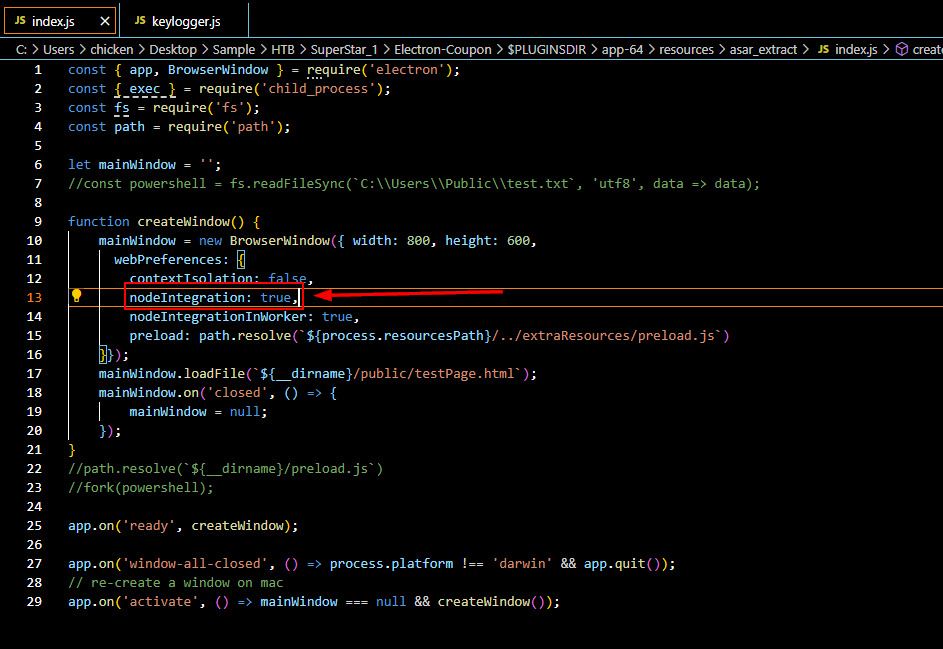 JS index.js × JS keylogger.js
C: > Users > chicken > Desktop > Sample > HTB > SuperStar_1 > Electron-Coupon > $PLUGINSDIR > app-64 > resources > asar_extract > JS index.js > create
1 const { app, BrowserWindow } = require('electron');
2 const { exec } = require('child_process');
3 const fs = require('fs');
4 const path = require('path');
5
6 let mainWindow = '';
7 //const powershell = fs.readFileSync(`C:\\Users\\Public\\test.txt`, 'utf8', data => data);
8
9 function createWindow() {
10 mainWindow = new BrowserWindow({ width: 800, height: 600,
11 webPreferences: {
12 contextIsolation: false,
13 nodeIntegration: true,
14 nodeIntegrationInWorker: true,
15 preload: path.resolve(`${process.resourcesPath}/../extraResources/preload.js`)
16 }});
17 mainWindow.loadFile(`${__dirname}/public/testPage.html`);
18 mainWindow.on('closed', () => {
19 mainWindow = null;
20 });
21 }
22 //path.resolve(`${__dirname}/preload.js`)
23 //fork(powershell);
24
25 app.on('ready', createWindow);
26
27 app.on('window-all-closed', () => process.platform !== 'darwin' && app.quit());
28 // re-create a window on mac
29 app.on('activate', () => mainWindow === null && createWindow());